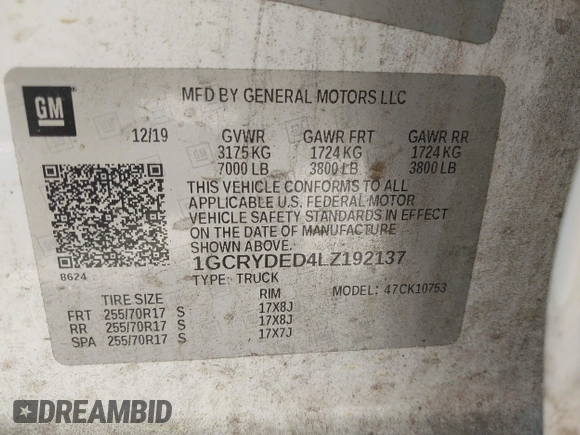 GM
MFD BY GENERAL MOTORS LLC
12/19 GVWR GAWR FRT GAWR RR
3175 KG 1724 KG 1724 KG
7000 LB 3800 LB 3800 LB
THIS VEHICLE CONFORMS TO ALL
APPLICABLE U.S. FEDERAL MOTOR
VEHICLE SAFETY STANDARDS IN EFFECT
ON THE DATE OF MANUFACTURE
SHOWN ABOVE.
8624
1GCRYDED4LZ192137
TYPE: TRUCK MODEL: 47CK10753
TIRE SIZE RIM
FRT 255/70R17 S 17X8J
RR 255/70R17 S 17X8J
SPA 255/70R17 S 17X7J
DREAMBID